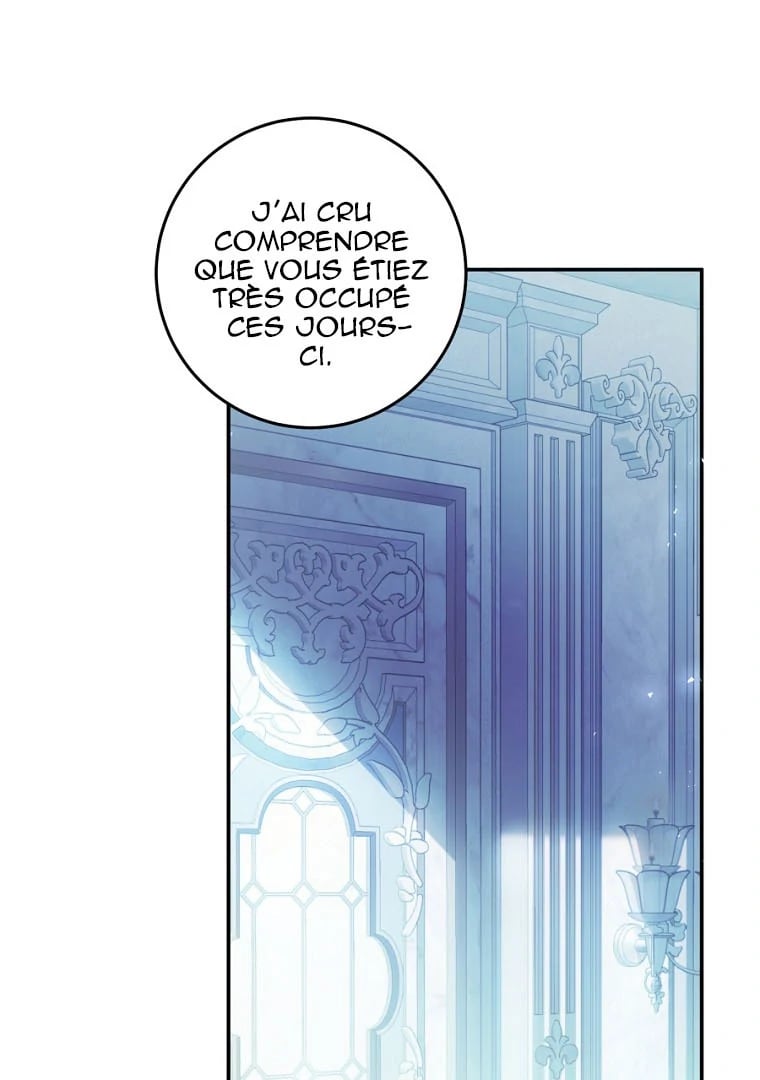 J'AI CRU
COMPRENDRE
QUE VOUS ÉTIEZ
TRÈS OCCUPÉ
CES JOURS-
CI.